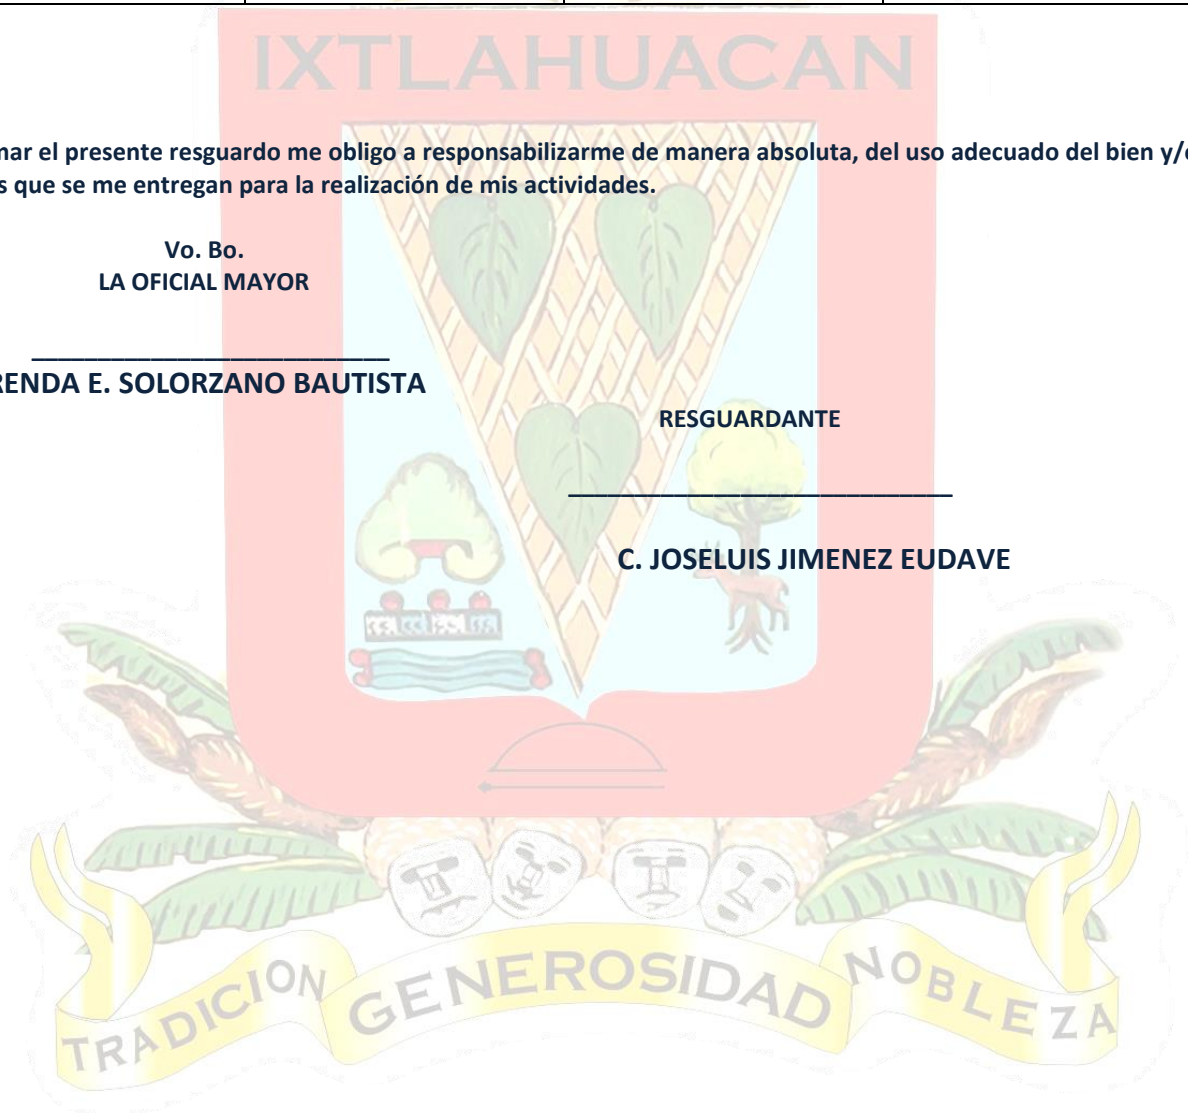 IXTLAHUACAN
mar el presente resguardo me obligo a responsabilizarme de manera absoluta, del uso adecuado del bien y/o
s que se me entregan para la realización de mis actividades.
Vo. Bo.
LA OFICIAL MAYOR
RENDA E. SOLORZANO BAUTISTA
RESGUARDANTE
C. JOSELUIS JIMENEZ EUDAVE
TRADICION GENEROSIDAD NOBLEZA